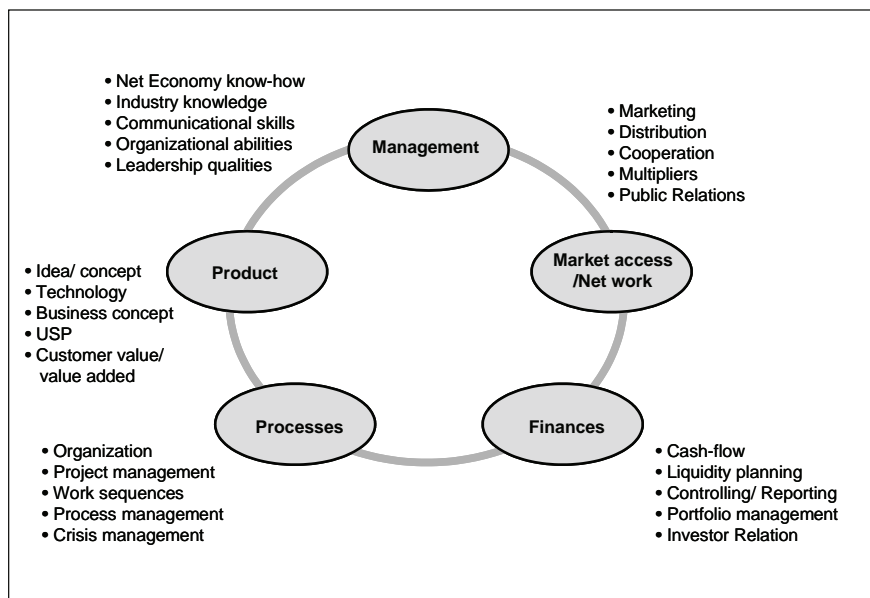 • Net Economy know-how
• Industry knowledge
• Communicational skills
• Organizational abilities
• Leadership qualities
Management
• Marketing
• Distribution
• Cooperation
• Multipliers
• Public Relations
• Idea/ concept
• Technology
• Business concept
• USP
• Customer value/
value added
Product
Market access
/Net work
Processes
Finances
• Organization
• Project management
• Work sequences
• Process management
• Crisis management
• Cash-flow
• Liquidity planning
• Controlling/ Reporting
• Portfolio management
• Investor Relation